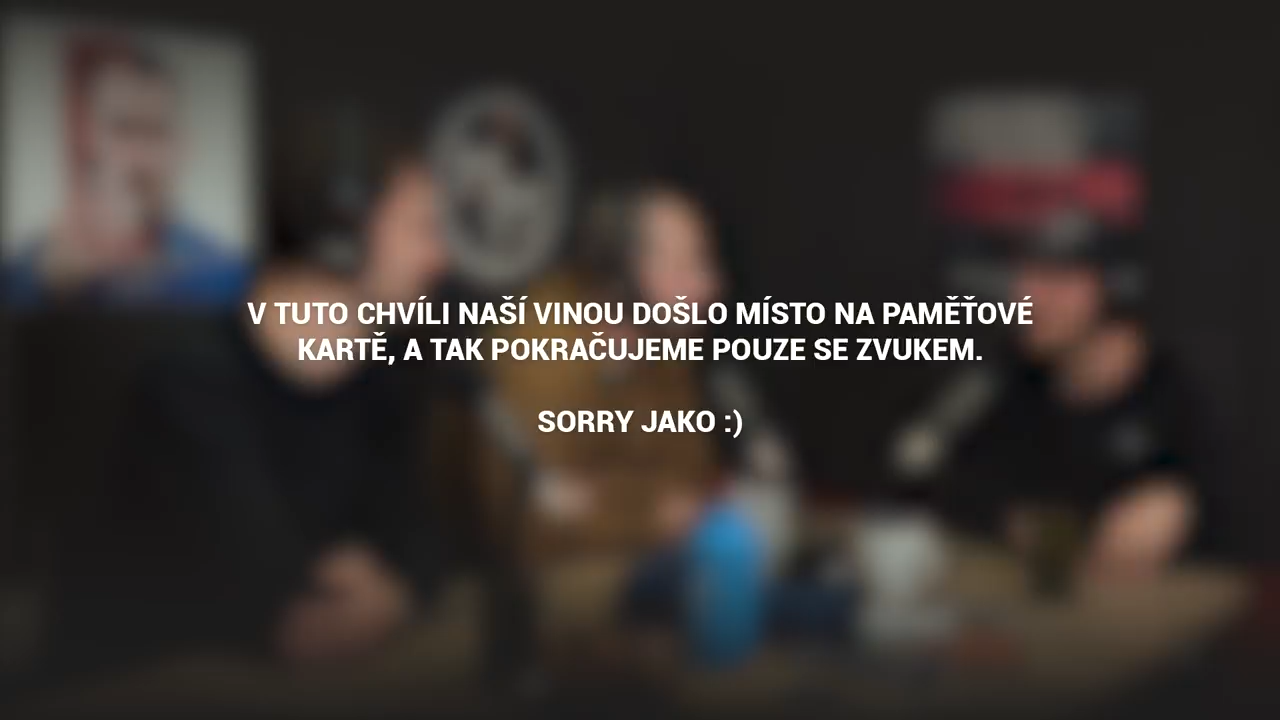 V TUTO CHVÍLI NAŠÍ VINOU DOŠLO MÍSTO NA PAMĚŤOVÉ
KARTĚ, A TAK POKRAČUJEME POUZE SE ZVUKEM.
SORRY JAKO :)